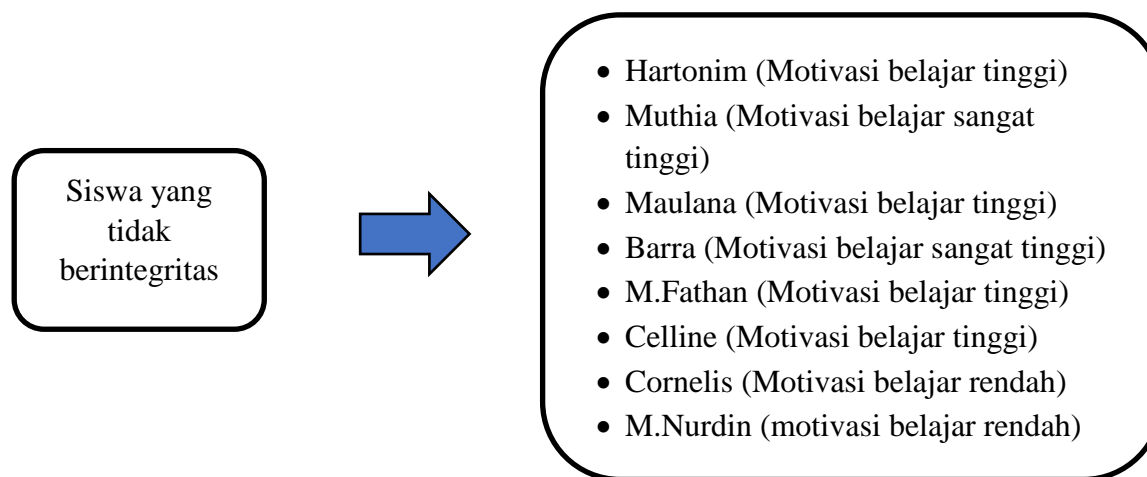 Siswa yang
tidak
berintegritas
• Hartonim (Motivasi belajar tinggi)
• Muthia (Motivasi belajar sangat
tinggi)
• Maulana (Motivasi belajar tinggi)
• Barra (Motivasi belajar sangat tinggi)
• M.Fathan (Motivasi belajar tinggi)
• Celline (Motivasi belajar tinggi)
• Cornelis (Motivasi belajar rendah)
• M.Nurdin (motivasi belajar rendah)